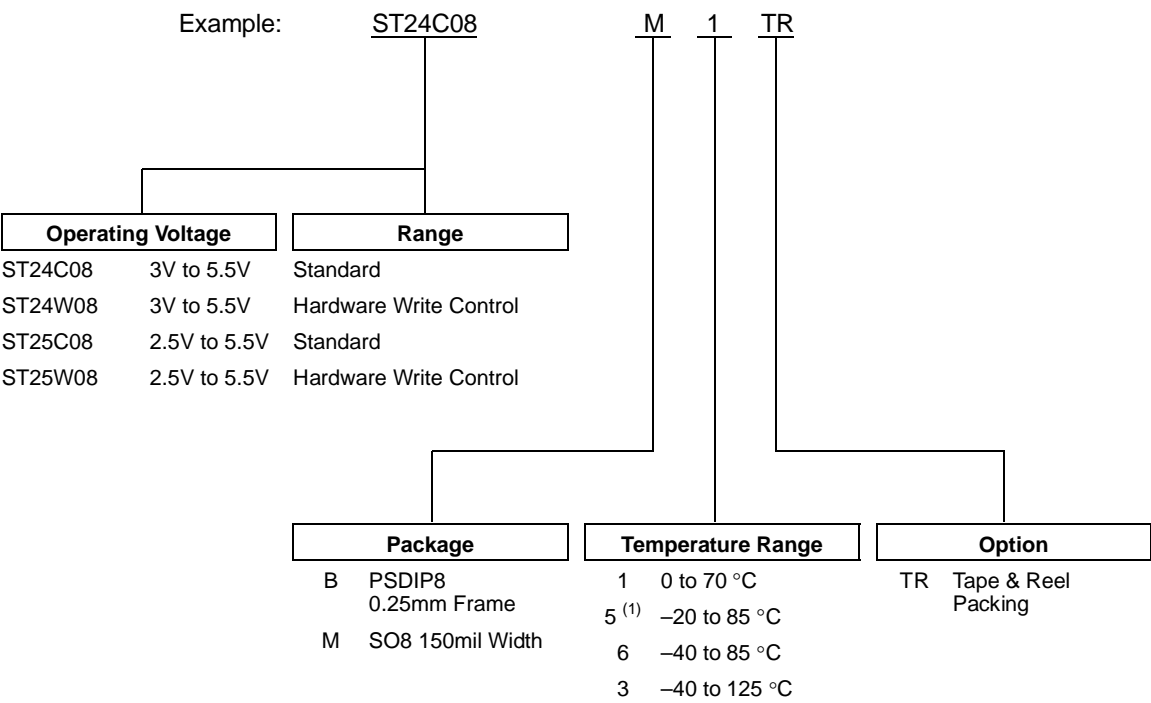 Example: ST24C08 M 1 TR
Operating Voltage Range
ST24C08 3V to 5.5V Standard
ST24W08 3V to 5.5V Hardware Write Control
ST25C08 2.5V to 5.5V Standard
ST25W08 2.5V to 5.5V Hardware Write Control
Package
B PSDIP8
0.25mm Frame
M SO8 150mil Width
Temperature Range
1 0 to 70 °C
5 (1) –20 to 85 °C
6 –40 to 85 °C
3 –40 to 125 °C
Option
TR Tape & Reel
Packing